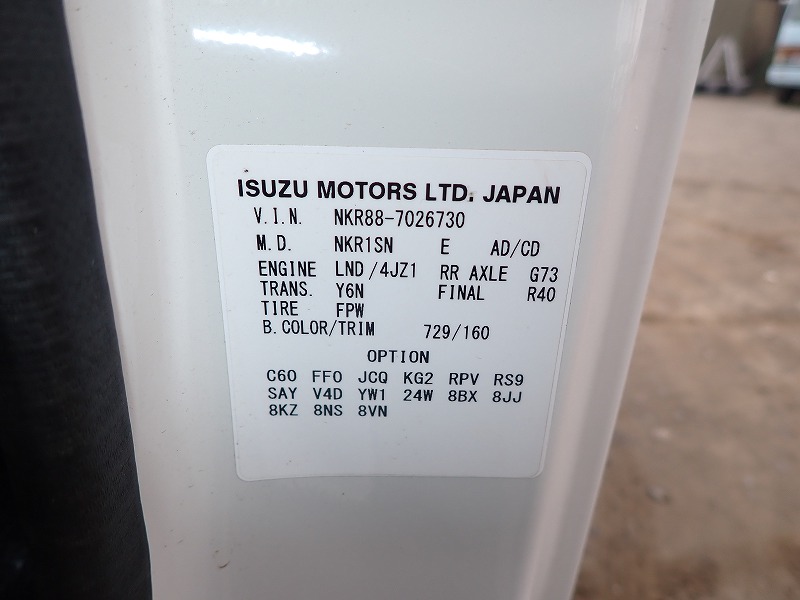 ISUZU MOTORS LTD. JAPAN
V.I.N. NKR88-7026730
M.D. NKR1SN E AD/CD
ENGINE LND/4JZ1 RR AXLE G73
TRANS. Y6N FINAL R40
TIRE FPW
B.COLOR/TRIM 729/160
OPTION
C60 FF0 JCQ KG2 RPV RS9
SAY V4D YW1 24W 8BX 8JJ
8KZ 8NS 8VN